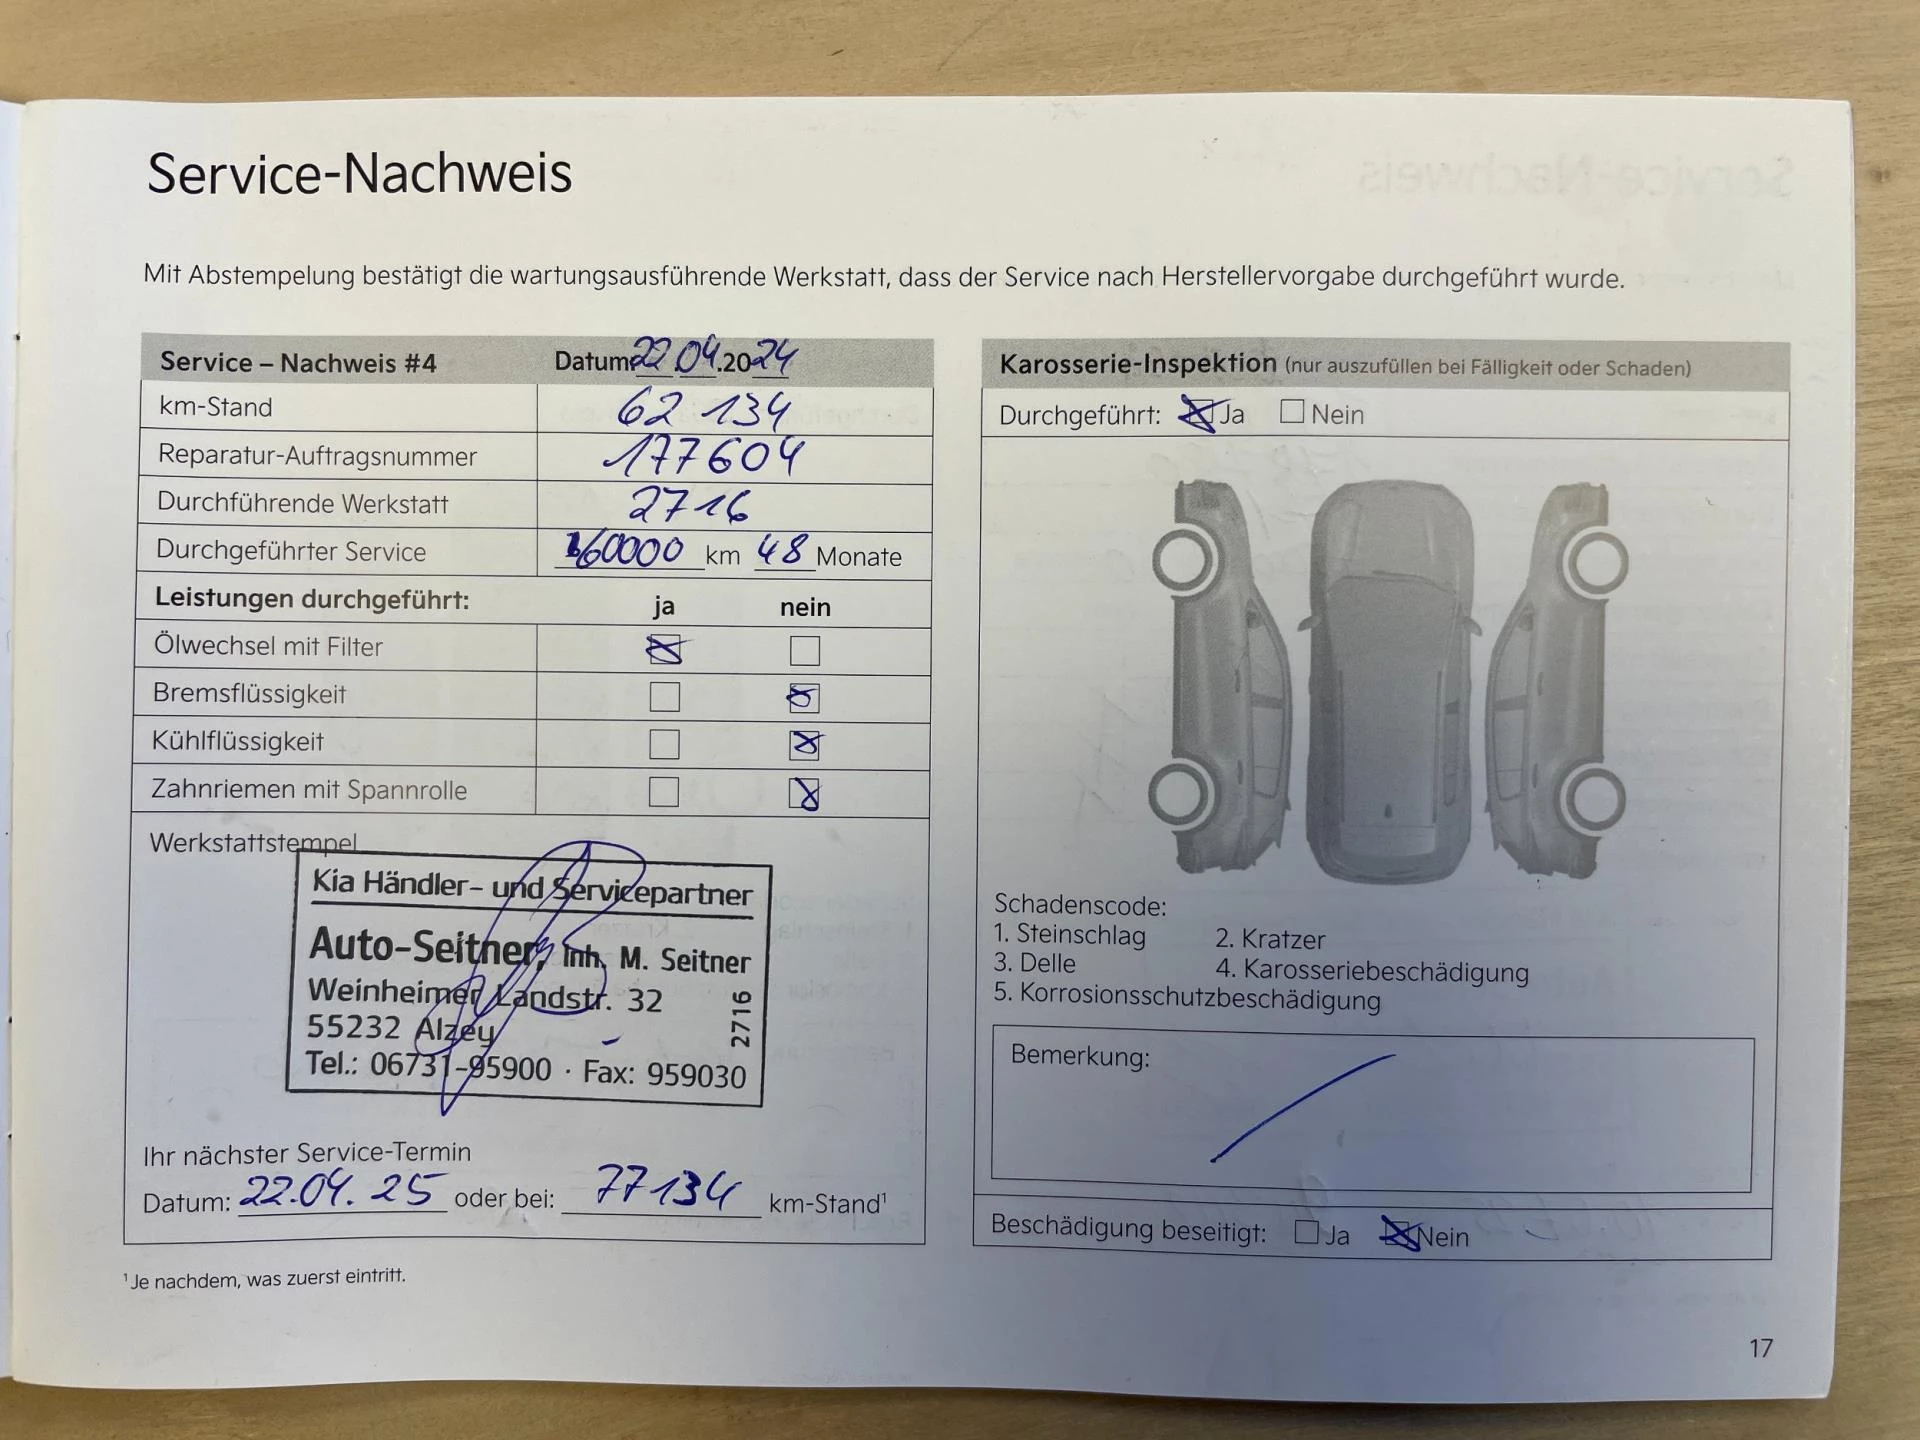 Service-Nachweis
Mit Abstempelung bestätigt die wartungsausführende Werkstatt, dass der Service nach Herstellervorgabe durchgeführt wurde.
Service – Nachweis #4 Datum: 22.04.2024
km-Stand 62 134
Reparatur-Auftragsnummer 177604
Durchführende Werkstatt 2716
Durchgeführter Service 60000 km 48 Monate
Leistungen durchgeführt: ja nein
Ölwechsel mit Filter
Bremsflüssigkeit
Kühlflüssigkeit
Zahnriemen mit Spannrolle
Werkstattstempel
Kia Händler- und Servicepartner
Auto-Seitner, Inh. M. Seitner
Weinheimer Landstr. 32
55232 Alzey
Tel.: 06731-95900 · Fax: 959030
2716
Ihr nächster Service-Termin
Datum: 22.04.25 oder bei: 77134 km-Stand¹
¹ Je nachdem, was zuerst eintritt.
Karosserie-Inspektion (nur auszufüllen bei Fälligkeit oder Schaden)
Durchgeführt: Ja Nein
Schadenscode:
1. Steinschlag 2. Kratzer
3. Delle 4. Karosseriebeschädigung
5. Korrosionsschutzbeschädigung
Bemerkung:
Beschädigung beseitigt: Ja Nein
17